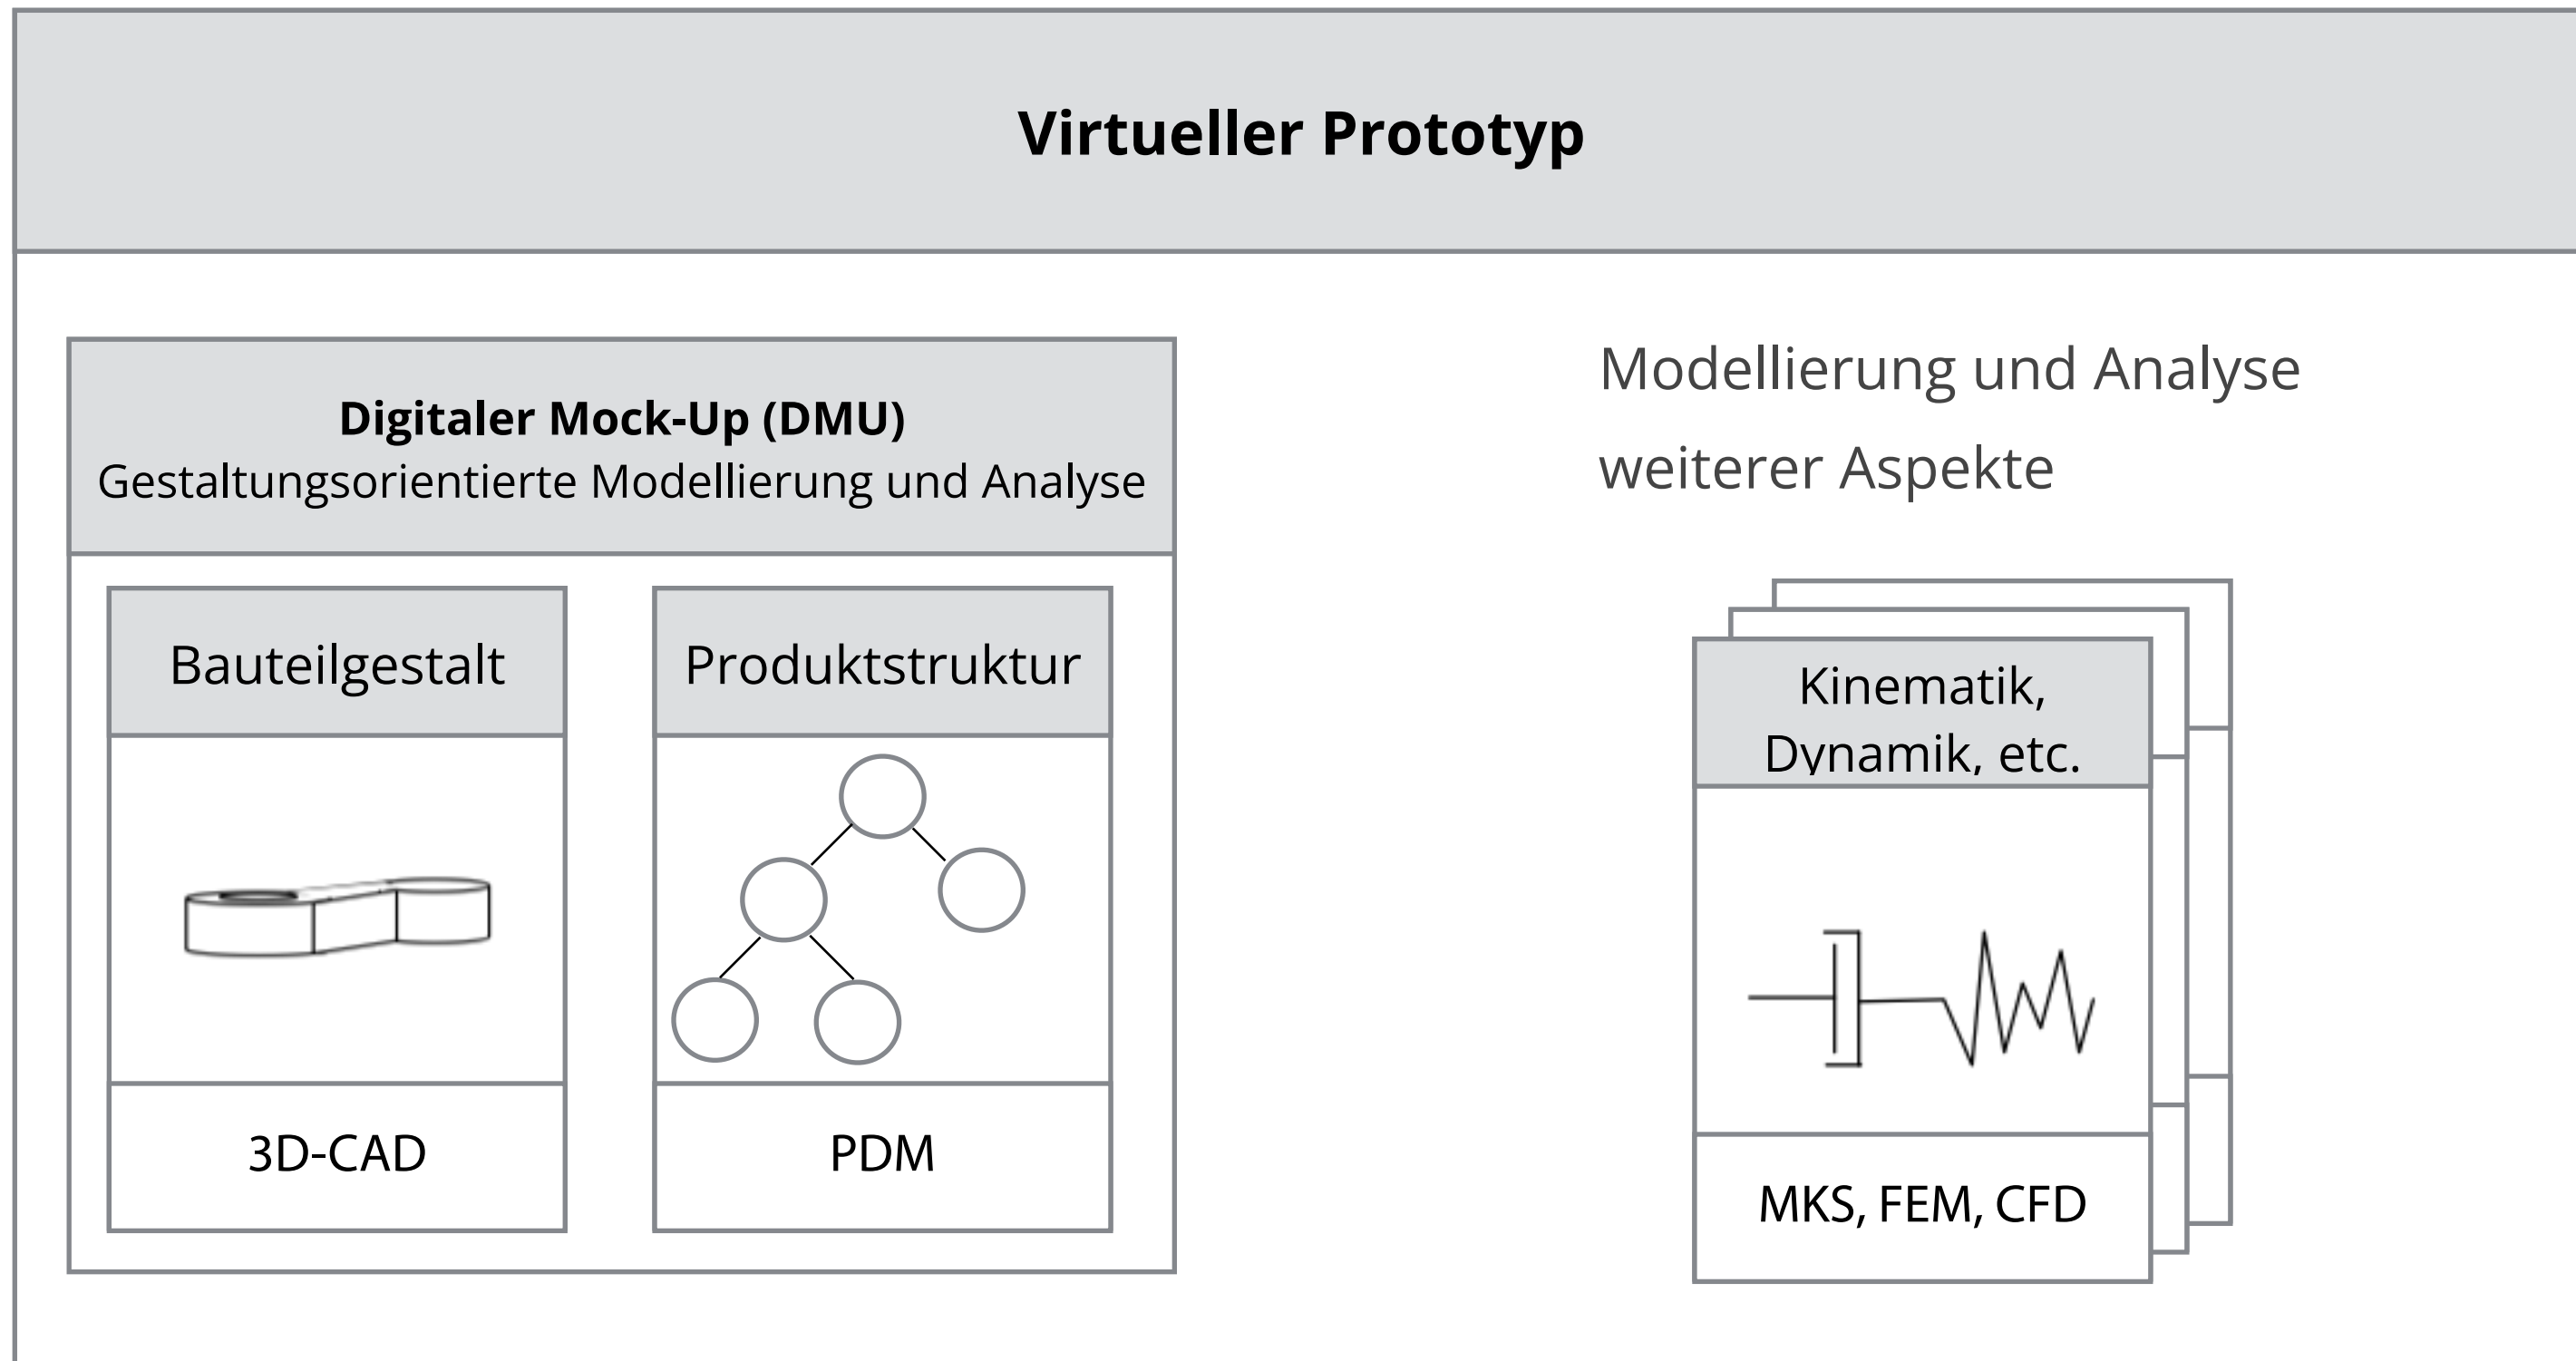 Virtueller Prototyp
Digitaler Mock-Up (DMU)
Gestaltungsorientierte Modellierung und Analyse
Bauteilgestalt
3D-CAD
Produktstruktur
PDM
Modellierung und Analyse
weiterer Aspekte
Kinematik,
Dynamik, etc.
MKS, FEM, CFD